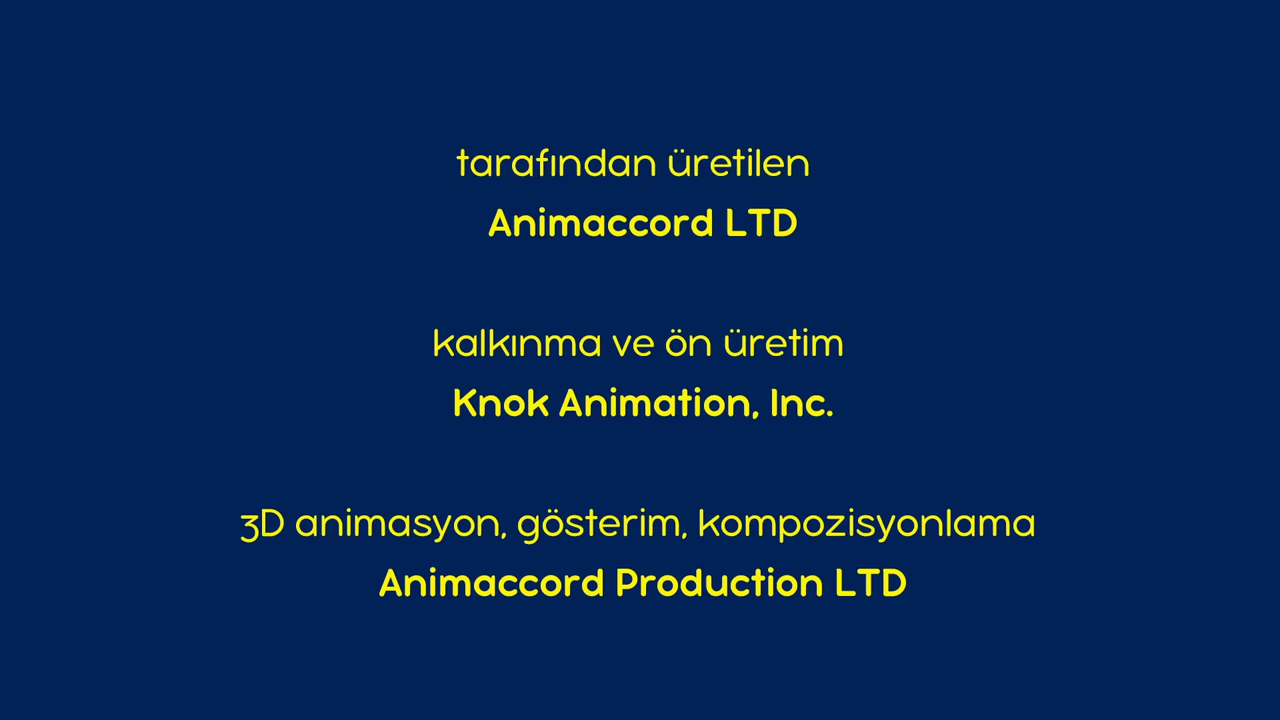 tarafından üretilen
Animaccord LTD
kalkınma ve ön üretim
Knok Animation, Inc.
3D animasyon, gösterim, kompozisyonlama
Animaccord Production LTD